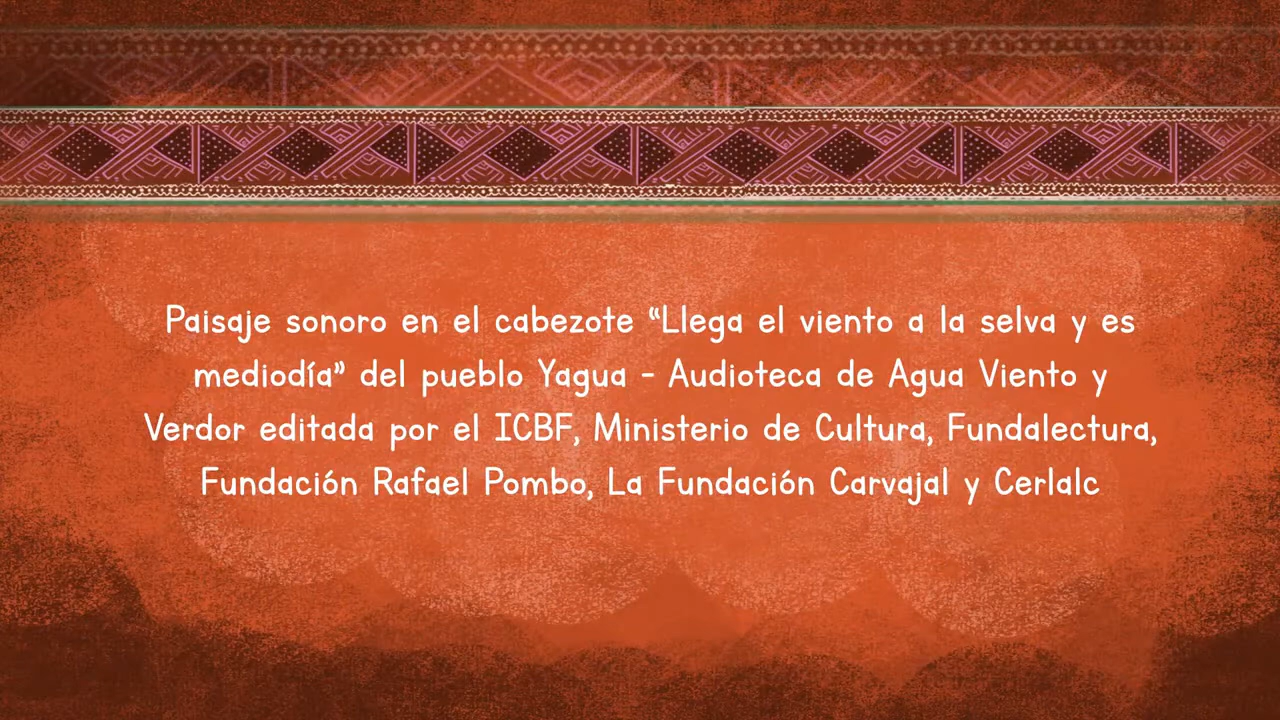 Paisaje sonoro en el cabezote “Llega el viento a la selva y es
mediodía” del pueblo Yagua - Audioteca de Agua Viento y
Verdor editada por el ICBF, Ministerio de Cultura, Fundalectura,
Fundación Rafael Pombo, La Fundación Carvajal y Cerlalc